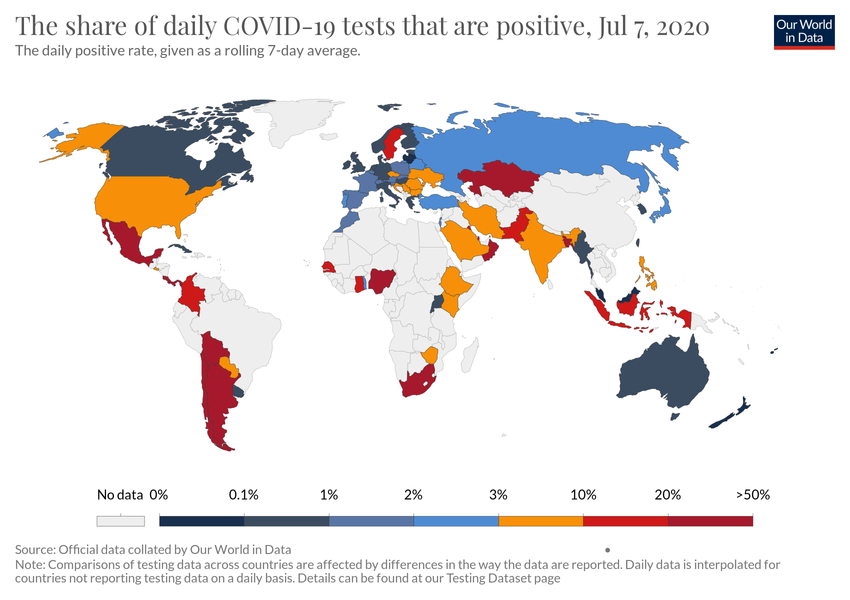 The share of daily COVID-19 tests that are positive, Jul 7, 2020
The daily positive rate, given as a rolling 7-day average.
Our World
in Data
No data 0% 0.1% 1% 2% 3% 10% 20% >50%
Source: Official data collated by Our World in Data
Note: Comparisons of testing data across countries are affected by differences in the way the data are reported. Daily data is interpolated for
countries not reporting testing data on a daily basis. Details can be found at our Testing Dataset page